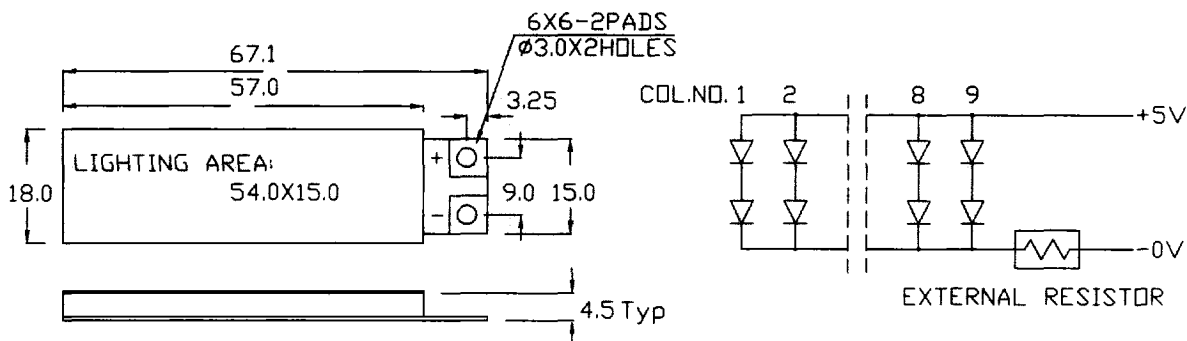 6X6-2PADS
Ø3.0X2HOLES
67.1
57.0
3.25
COL.NO. 1 2 8 9
+5V
LIGHTING AREA:
54.0X15.0
+
18.0
9.0 15.0
-
-0V
EXTERNAL RESISTOR
4.5 Typ